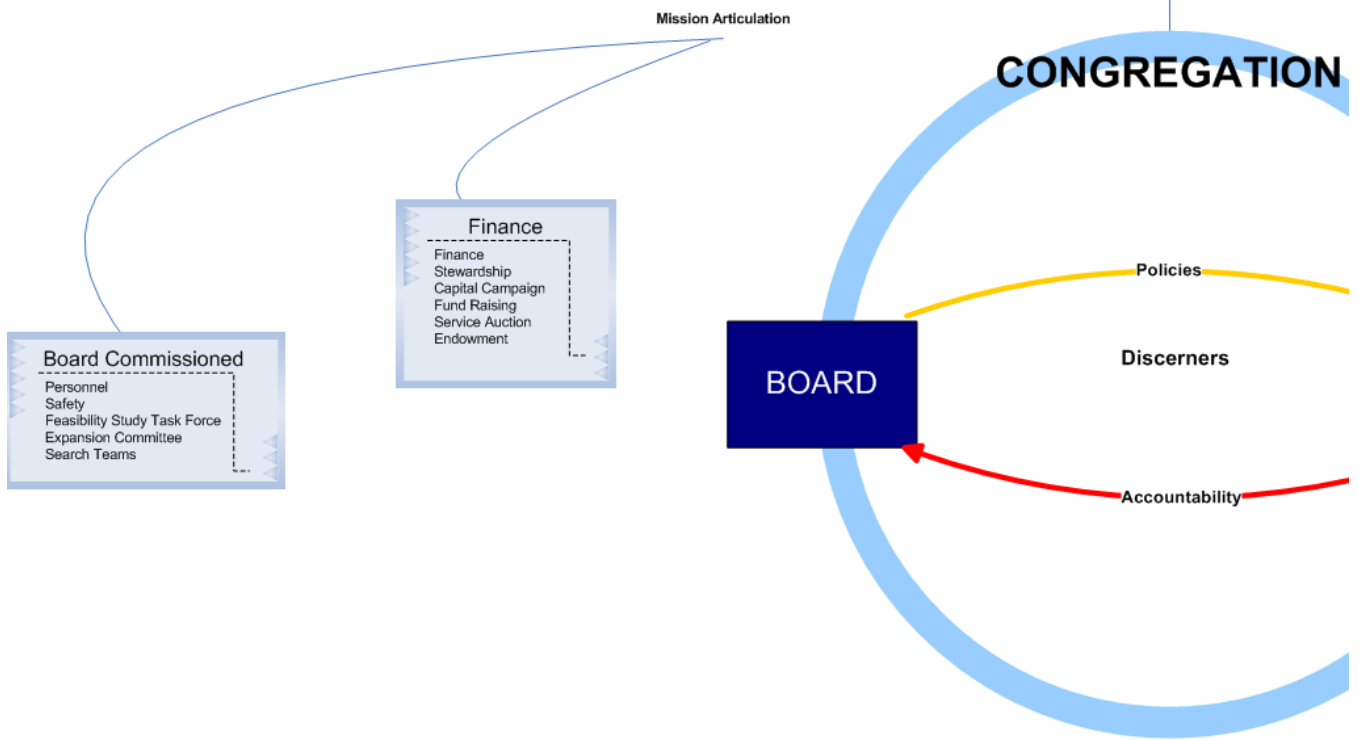 Mission Articulation
CONGREGATION
Finance
Finance
Stewardship
Capital Campaign
Fund Raising
Service Auction
Endowment
Board Commissioned
Personnel
Safety
Feasibility Study Task Force
Expansion Committee
Search Teams
BOARD
Policies
Discerners
Accountability